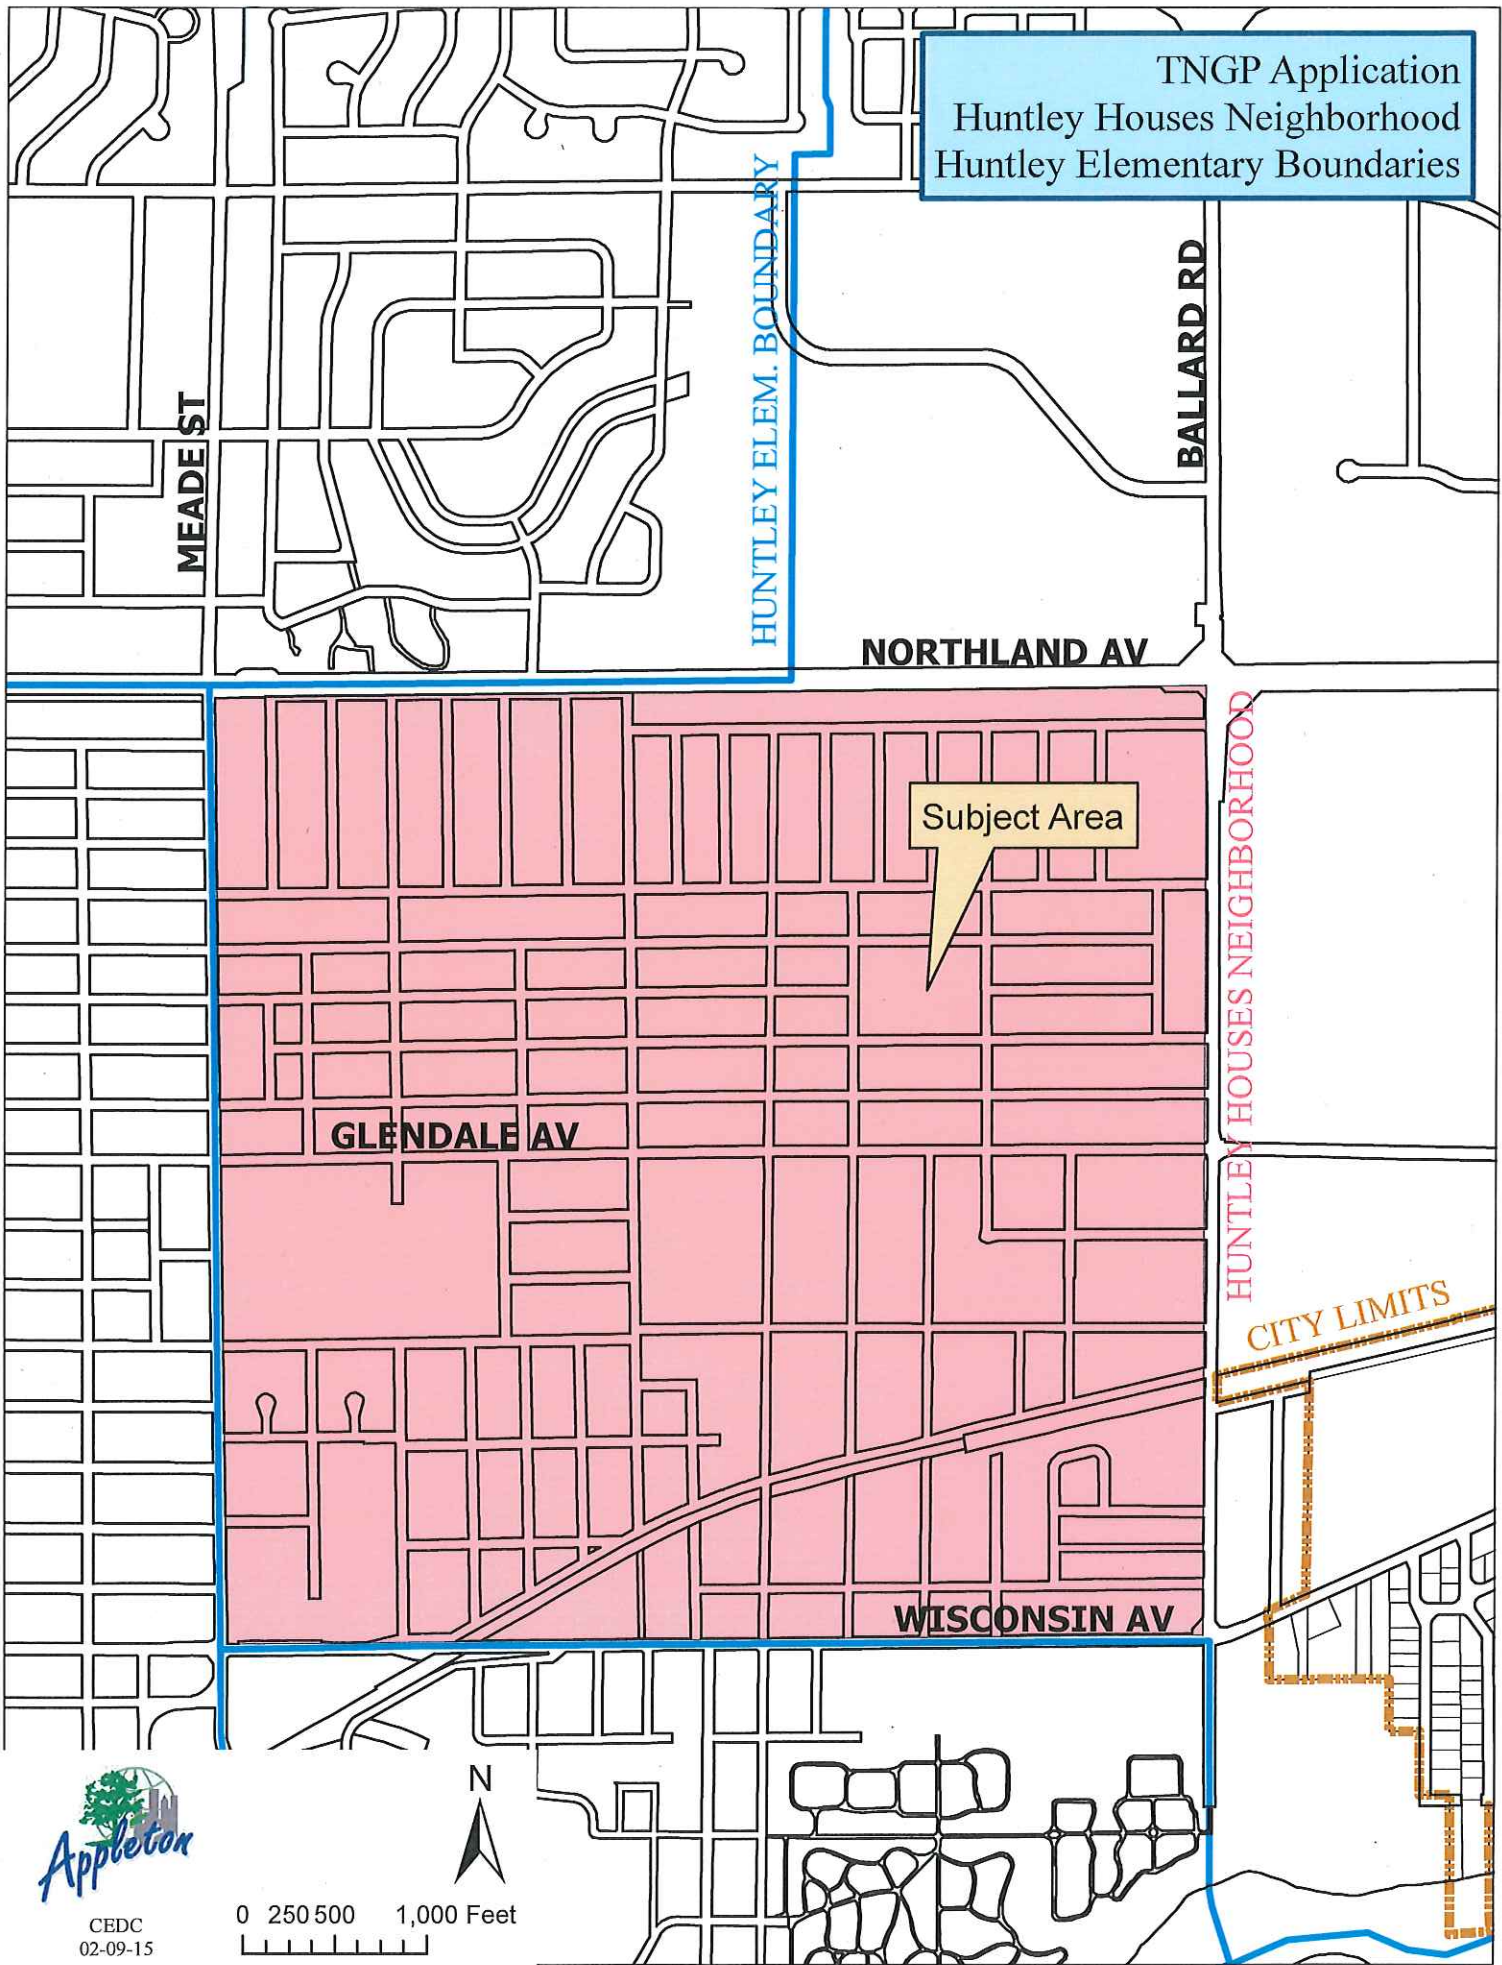 TNGP Application
Huntley Houses Neighborhood
Huntley Elementary Boundaries
HUNTLEY ELEM. BOUNDARY
BALLARD RD
MEADE ST
NORTHLAND AV
HUNTLEY HOUSES NEIGHBORHOOD
Subject Area
GLENDALE AV
CITY LIMITS
WISCONSIN AV
Appleton
CEDC
02-09-15
N
0 250 500 1,000 Feet